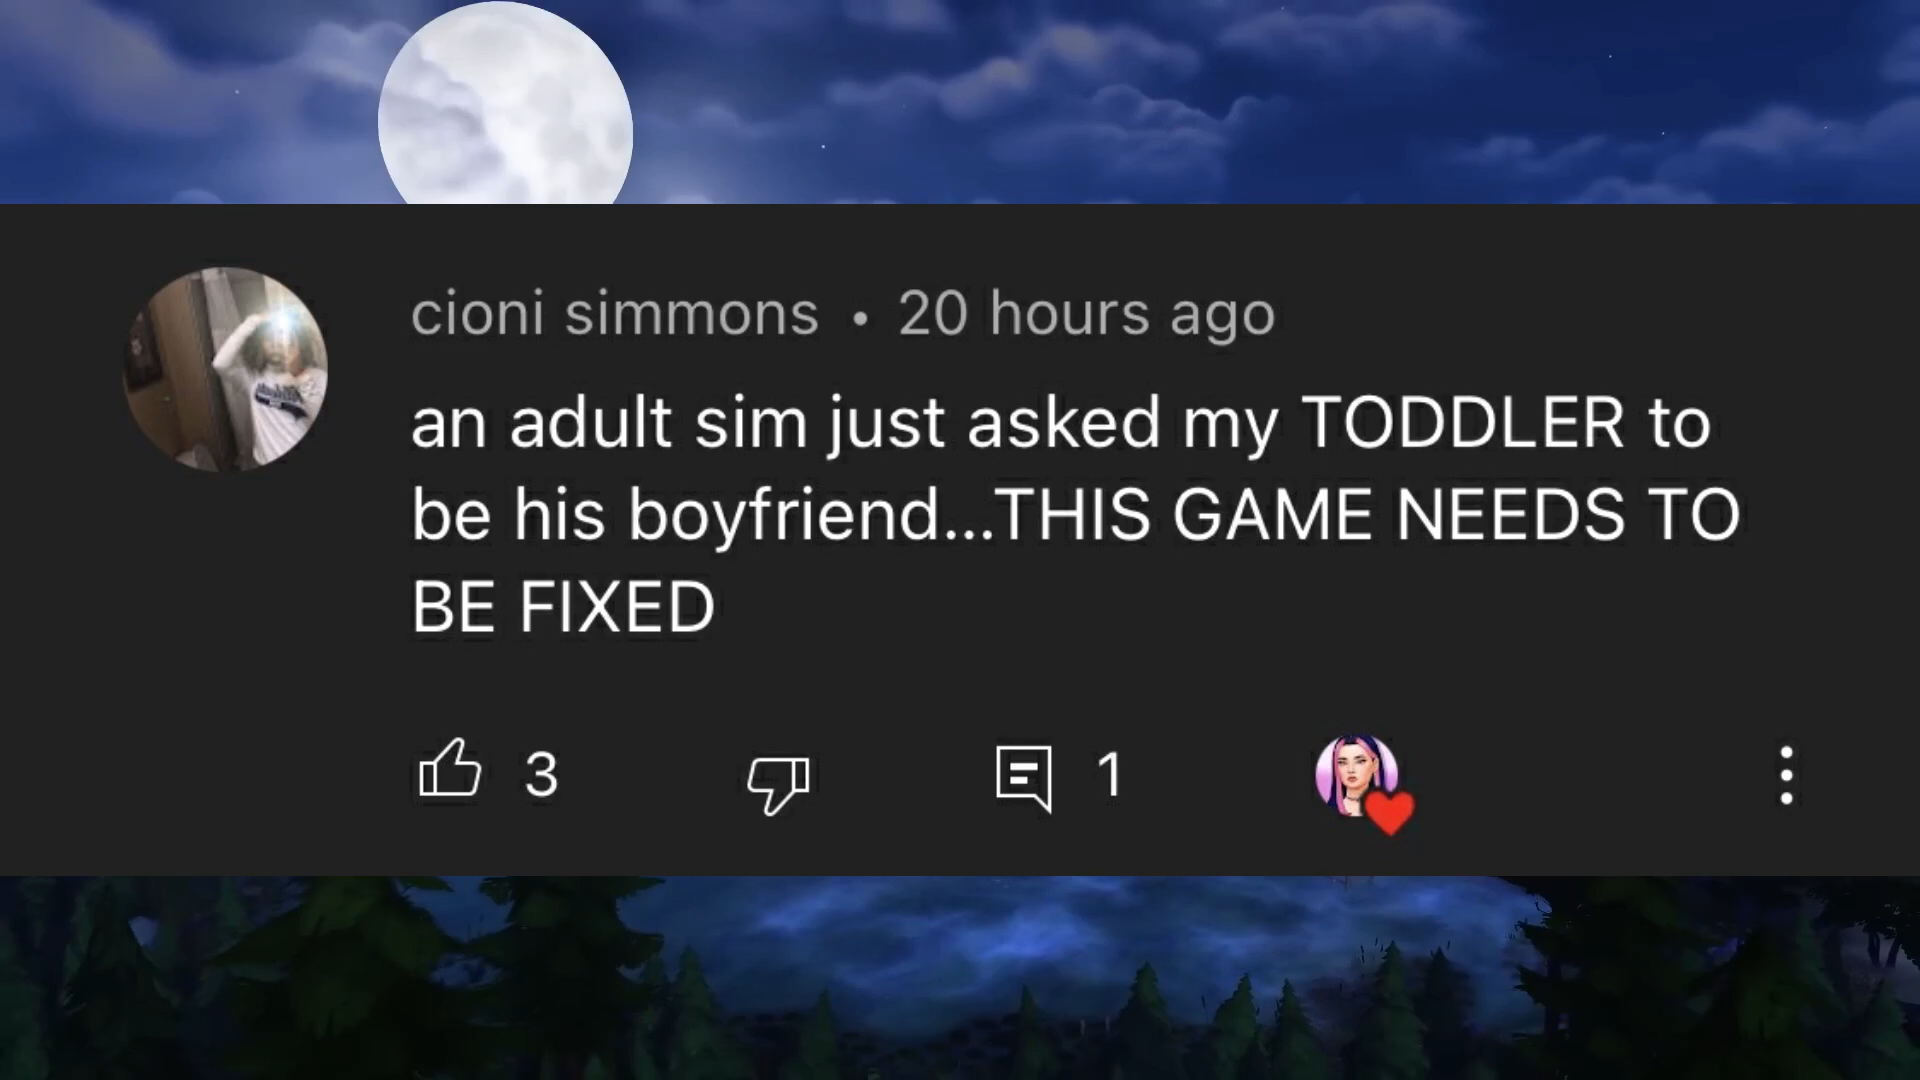 cioni simmons • 20 hours ago
an adult sim just asked my TODDLER to
be his boyfriend...THIS GAME NEEDS TO
BE FIXED
3 1